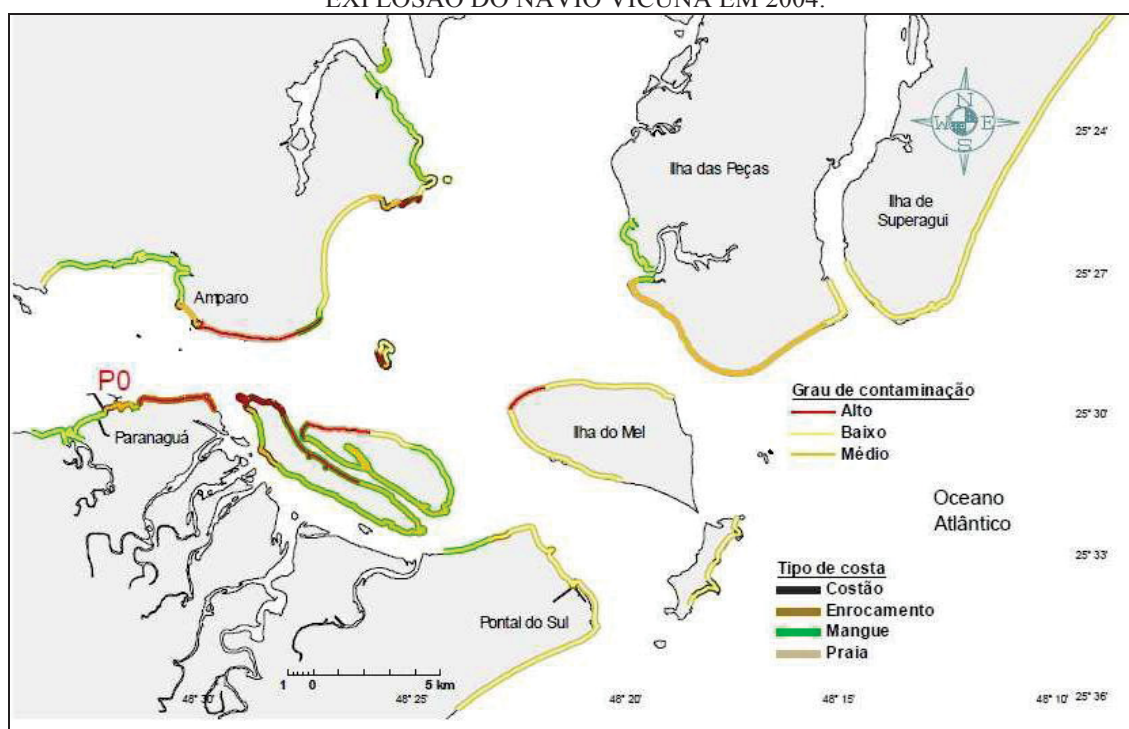 EXPLOSÃO DO NAVIO VICUÑA EM 2004.
N
W E
S
25° 24'
Ilha das Peças
Ilha de
Superagui
25° 27'
Amparo
P0
Grau de contaminação
Alto
Baixo
Médio
25° 30'
Paranaguá
Ilha do Mel
Oceano
Atlântico
25° 33'
Tipo de costa
Costão
Enrocamento
Mangue
Praia
Pontal do Sul
1 0 5 km
48° 30' 48° 25' 48° 20' 48° 15' 48° 10' 25° 36'